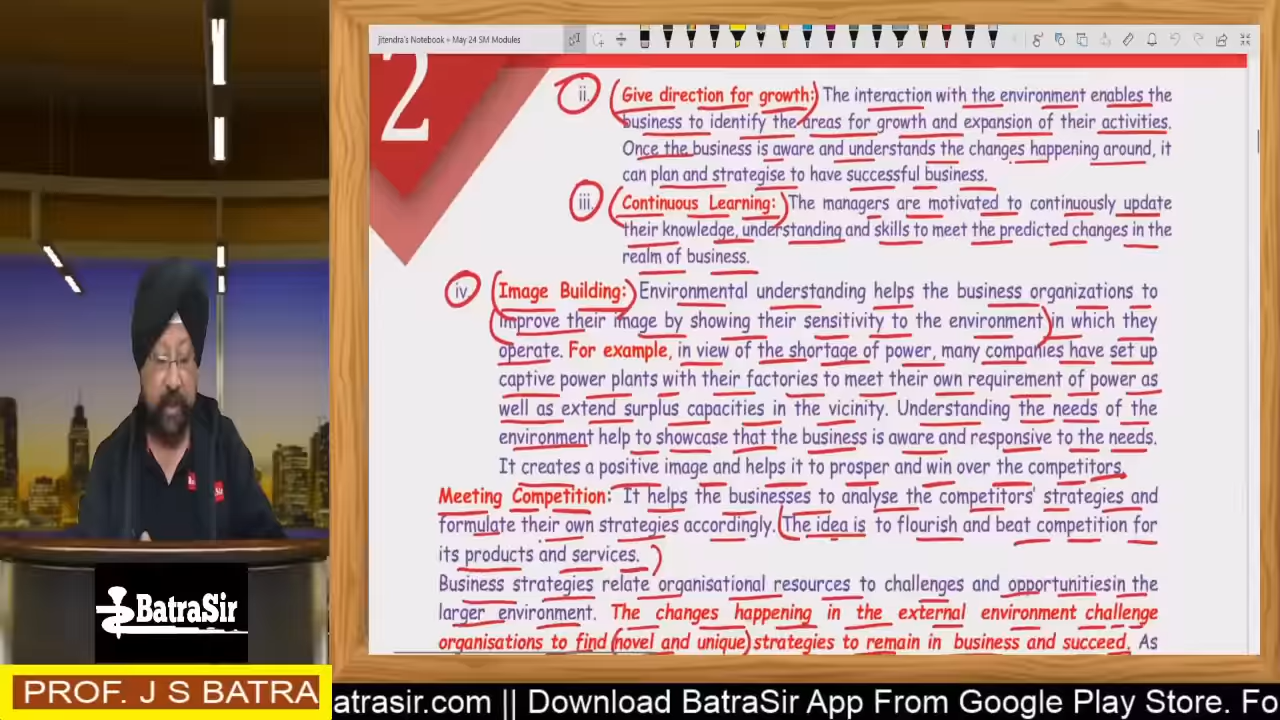 jitendra's Notebook ÷ May 24 SM Modules
2
ii. Give direction for growth: The interaction with the environment enables the
business to identify the areas for growth and expansion of their activities.
Once the business is aware and understands the changes happening around, it
can plan and strategise to have successful business.
iii. Continuous Learning: The managers are motivated to continuously update
their knowledge, understanding and skills to meet the predicted changes in the
realm of business.
iv Image Building: Environmental understanding helps the business organizations to
improve their image by showing their sensitivity to the environment in which they
operate. For example, in view of the shortage of power, many companies have set up
captive power plants with their factories to meet their own requirement of power as
well as extend surplus capacities in the vicinity. Understanding the needs of the
environment help to showcase that the business is aware and responsive to the needs.
It creates a positive image and helps it to prosper and win over the competitors.
Meeting Competition: It helps the businesses to analyse the competitors' strategies and
formulate their own strategies accordingly. The idea is to flourish and beat competition for
its products and services.
Business strategies relate organisational resources to challenges and opportunitiesin the
larger environment. The changes happening in the external environment challenge
organisations to find (novel and unique) strategies to remain in business and succeed. As
BatraSir
PROF. J S BATRA
atrasir.com || Download BatraSir App From Google Play Store. Fo